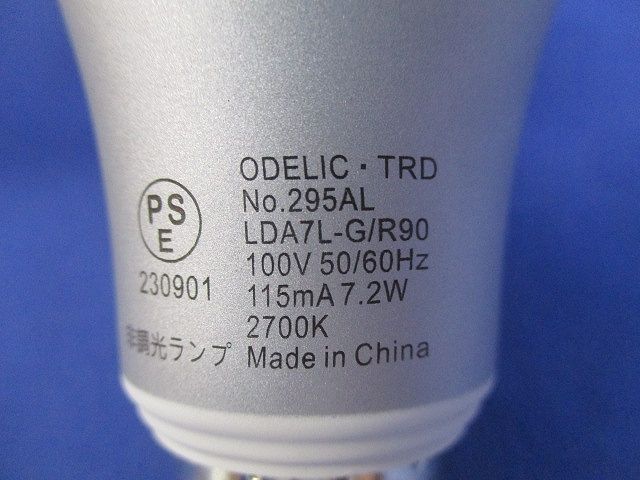 ODELIC・TRD
No.295AL
LDA7L-G/R90
100V 50/60Hz
115mA 7.2W
2700K
Made in China
PS
E
230901
非調光ランプ